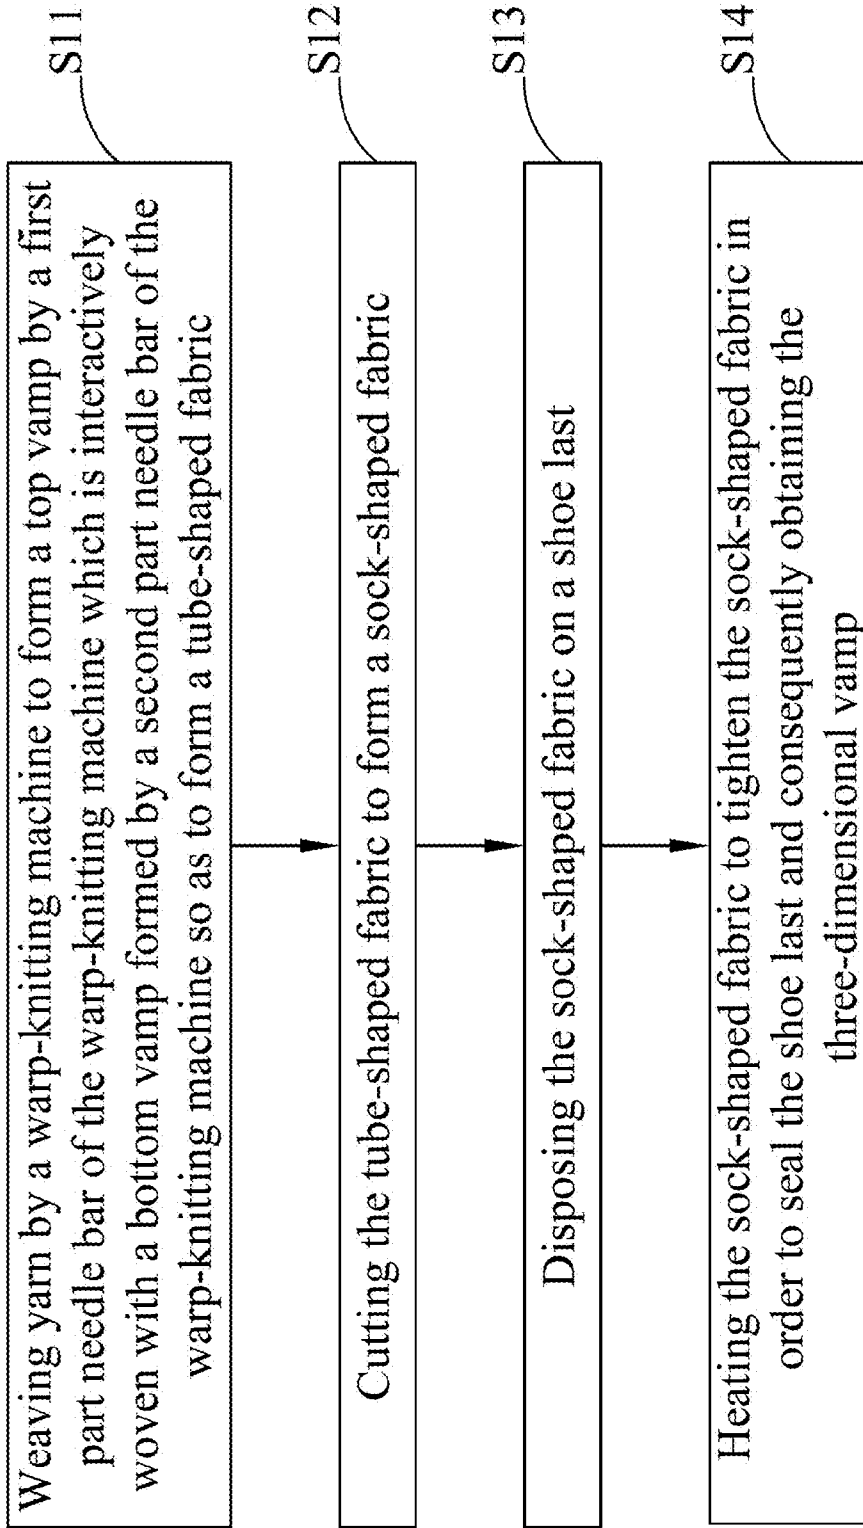 Weaving yarn by a warp-knitting machine to form a top vamp by a first
part needle bar of the warp-knitting machine which is interactively
woven with a bottom vamp formed by a second part needle bar of the
warp-knitting machine so as to form a tube-shaped fabric
S11
Cutting the tube-shaped fabric to form a sock-shaped fabric
S12
Disposing the sock-shaped fabric on a shoe last
S13
Heating the sock-shaped fabric to tighten the sock-shaped fabric in
order to seal the shoe last and consequently obtaining the
three-dimensional vamp
S14